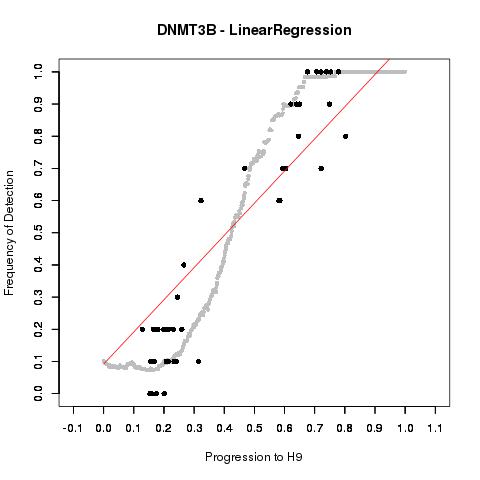 DNMT3B - LinearRegression
Frequency of Detection
0.0 0.1 0.2 0.3 0.4 0.5 0.6 0.7 0.8 0.9 1.0
-0.1 0.0 0.1 0.2 0.3 0.4 0.5 0.6 0.7 0.8 0.9 1.0 1.1
Progression to H9